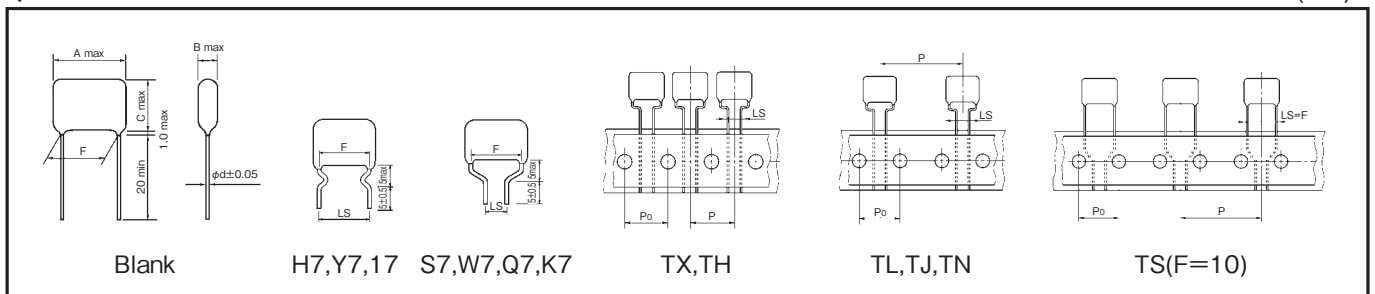 A max
B max
C max
1.0 max
F
20 min
φd±0.05
Blank
F
5max
5±0.5
LS
H7,Y7,17
F
5max
5±0.5
LS
S7,W7,Q7,K7
LS
P0
P
TX,TH
P
LS
P0
TL,TJ,TN
LS=F
P0
P
TS(F=10)